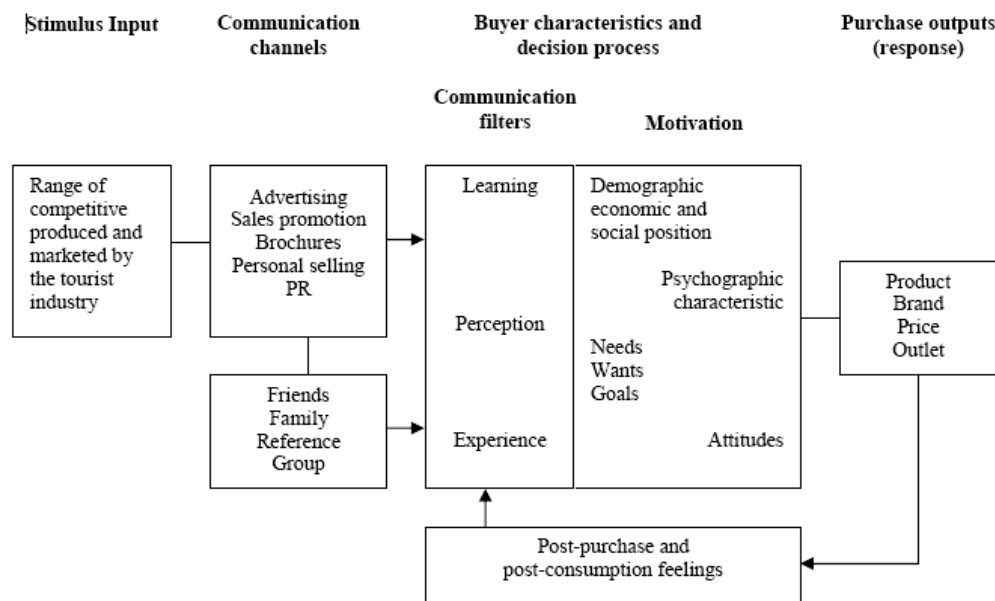 Stimulus Input
Communication
channels
Buyer characteristics and
decision process
Purchase outputs
(response)
Communication
filters
Motivation
Range of
competitive
produced and
marketed by
the tourist
industry
Advertising
Sales promotion
Brochures
Personal selling
PR
Friends
Family
Reference
Group
Learning
Perception
Experience
Demographic
economic and
social position
Psychographic
characteristic
Needs
Wants
Goals
Attitudes
Product
Brand
Price
Outlet
Post-purchase and
post-consumption feelings